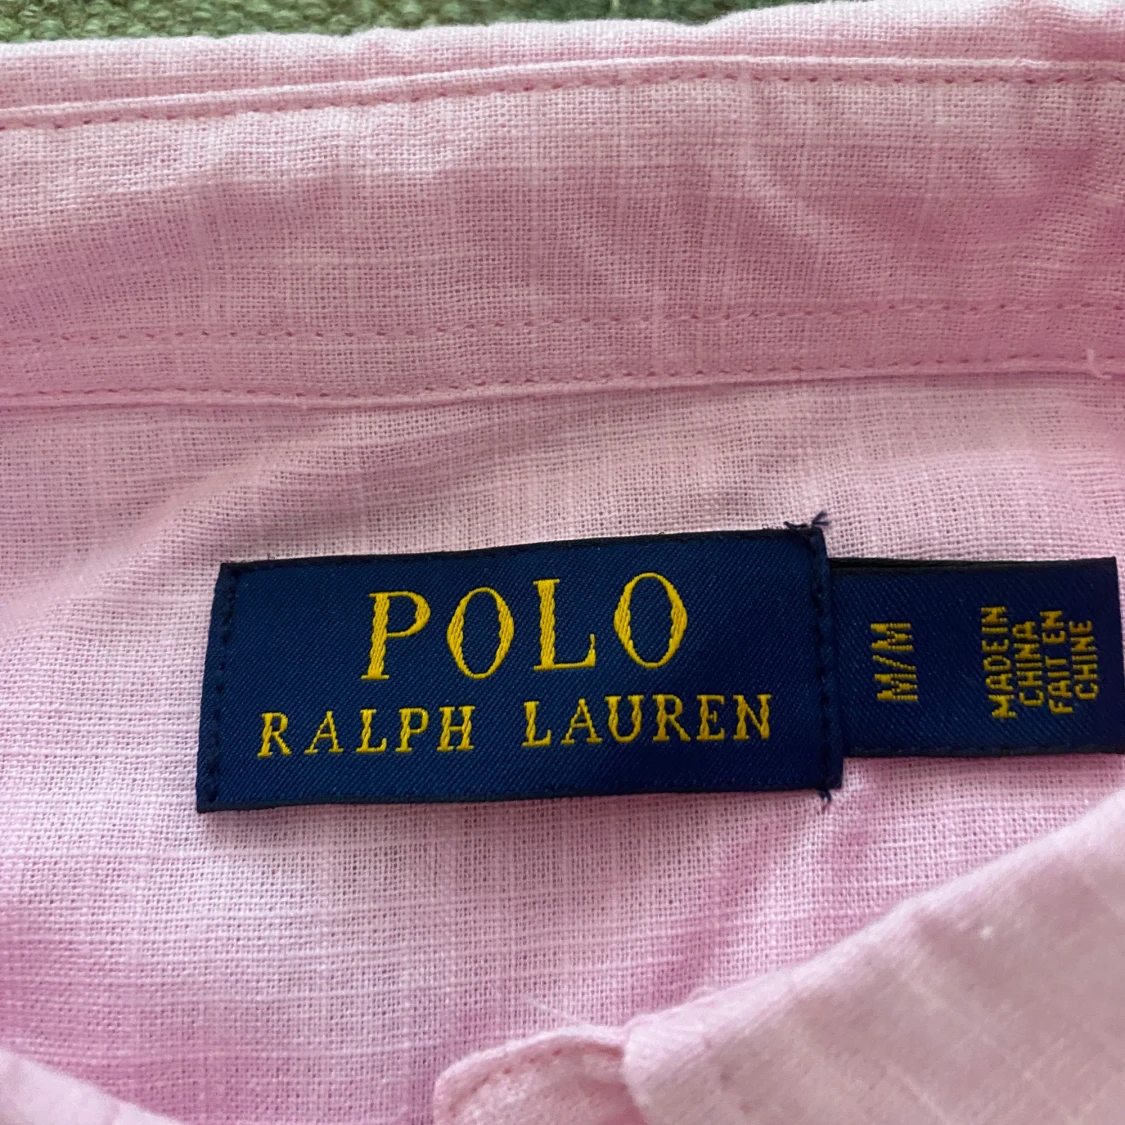 POLO
RALPH LAUREN
M/M
MADE IN
CHINA
FAIT EN
CHINE